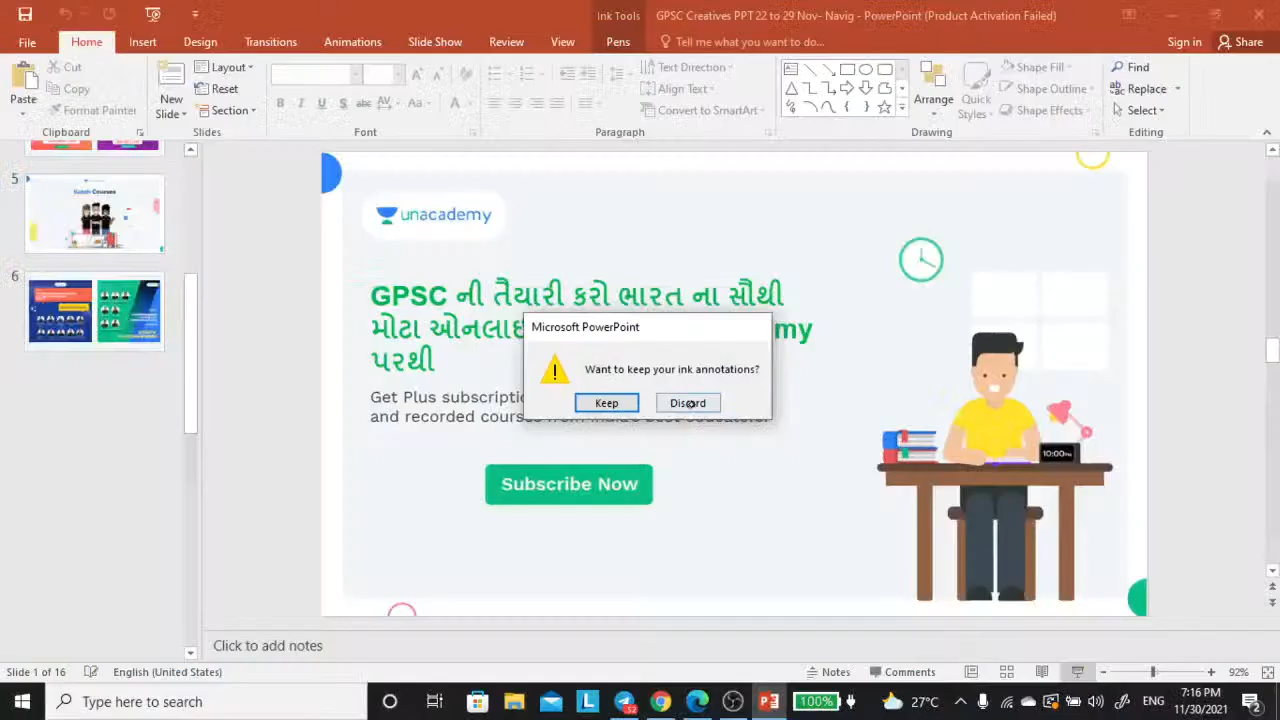 Ink Tools
GPSC Creatives PPT 22 to 29 Nov- Navig - PowerPoint (Product Activation Failed)
File Home Insert Design Transitions Animations Slide Show Review View Pens Tell me what you want to do... Sign in Share
Paste
Cut
Copy
Format Painter
Clipboard
New Slide
Layout
Reset
Section
Slides
Font
Text Direction
Align Text
Convert to SmartArt
Paragraph
Arrange
Quick Styles
Shape Fill
Shape Outline
Shape Effects
Drawing
Find
Replace
Select
Editing
5
Batch Courses
6
unacademy
GPSC ની તૈયારી કરો ભારત ના સૌથી
મોટા my
પરથી
Get Plus
and recorded
Subscribe Now
10:00
Microsoft PowerPoint
Want to keep your ink annotations?
Keep
Discard
Click to add notes
Slide 1 of 16 English (United States) Notes Comments 92%
Type here to search
52
100% 27°C ENG 7:16 PM
11/30/2021
2